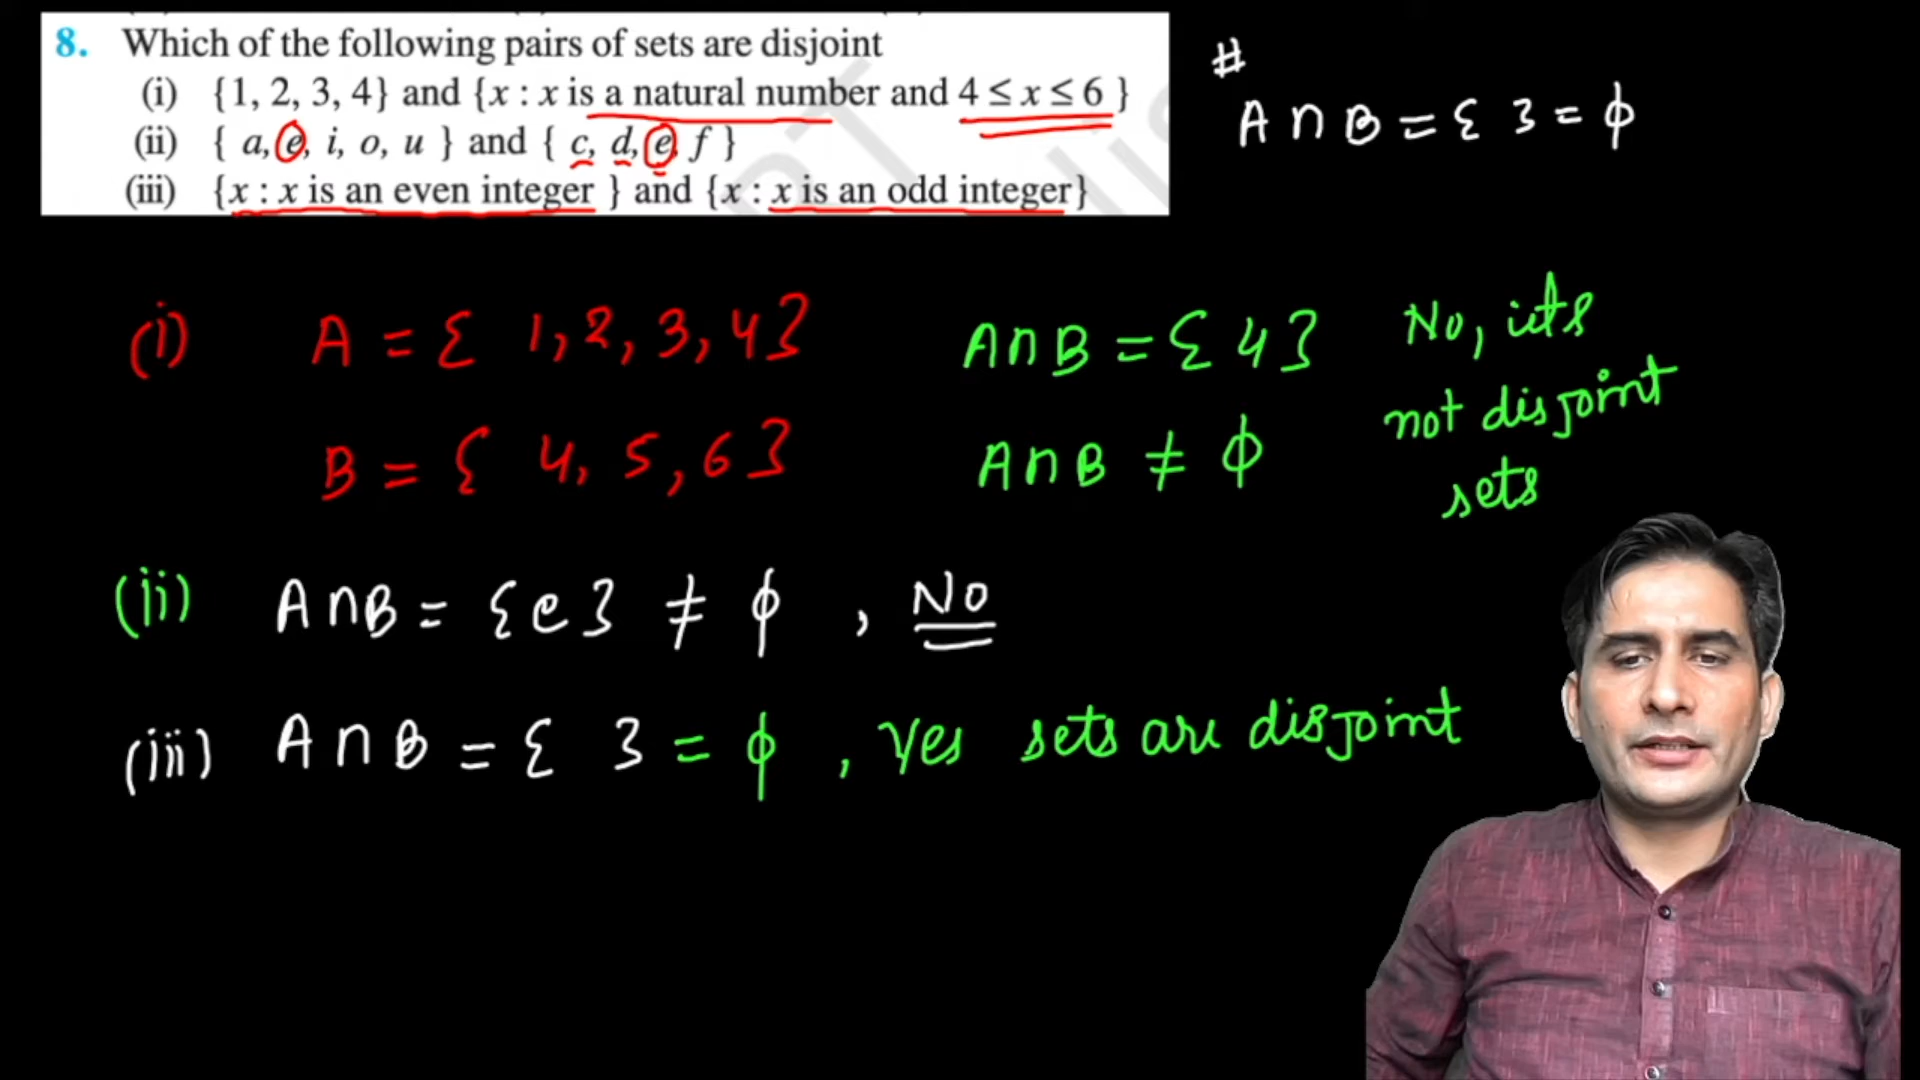 8. Which of the following pairs of sets are disjoint
(i) {1, 2, 3, 4} and {x : x is a natural number and 4 ≤ x ≤ 6 }
(ii) { a, e, i, o, u } and { c, d, e, f }
(iii) {x : x is an even integer } and {x : x is an odd integer}
#
A ∩ B = { } = ϕ
(i) A = { 1, 2, 3, 4 }
B = { 4, 5, 6 }
A ∩ B = { 4 }
A ∩ B ≠ ϕ
No, its
not disjoint
sets
(ii) A ∩ B = { e } ≠ ϕ , No
(iii) A ∩ B = { } = ϕ , Yes sets are disjoint